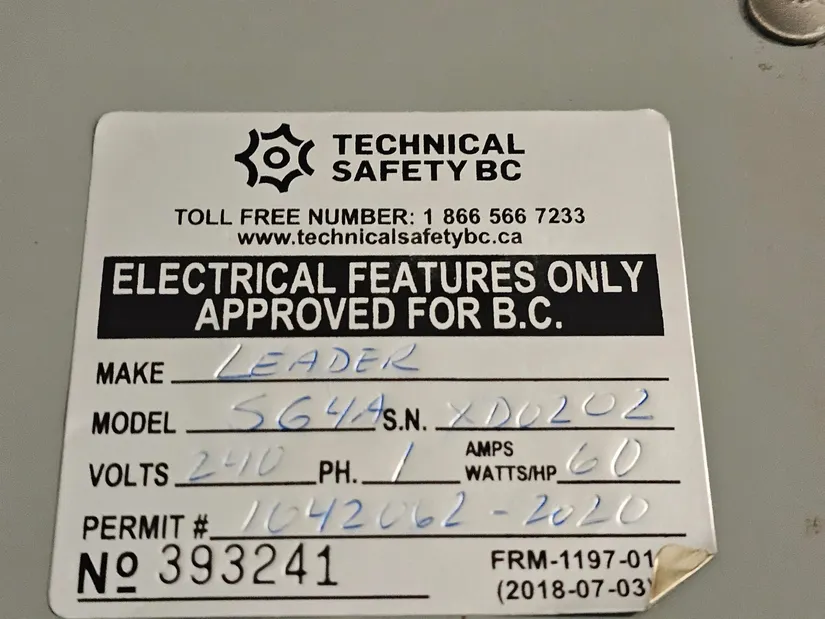 TECHNICAL
SAFETY BC
TOLL FREE NUMBER: 1 866 566 7233
www.technicalsafetybc.ca
ELECTRICAL FEATURES ONLY
APPROVED FOR B.C.
MAKE LEADER
MODEL SG4A S.N. XD0202
VOLTS 240 PH. 1 AMPS WATTS/HP 60
PERMIT # 1042062-2020
Nº 393241
FRM-1197-01
(2018-07-03)